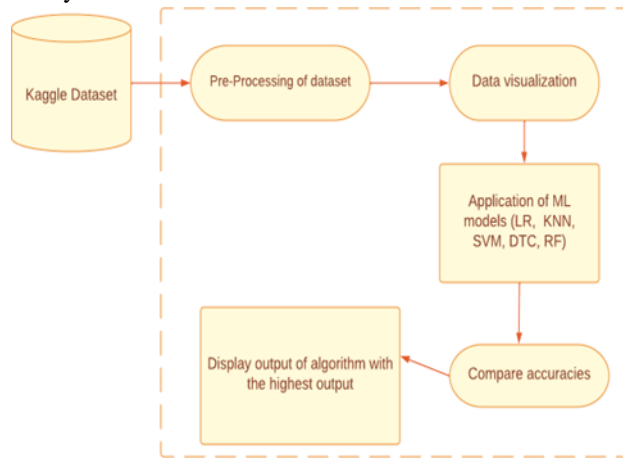 Kaggle Dataset
Pre-Processing of dataset
Data visualization
Application of ML
models (LR, KNN,
SVM, DTC, RF)
Compare accuracies
Display output of algorithm with
the highest output